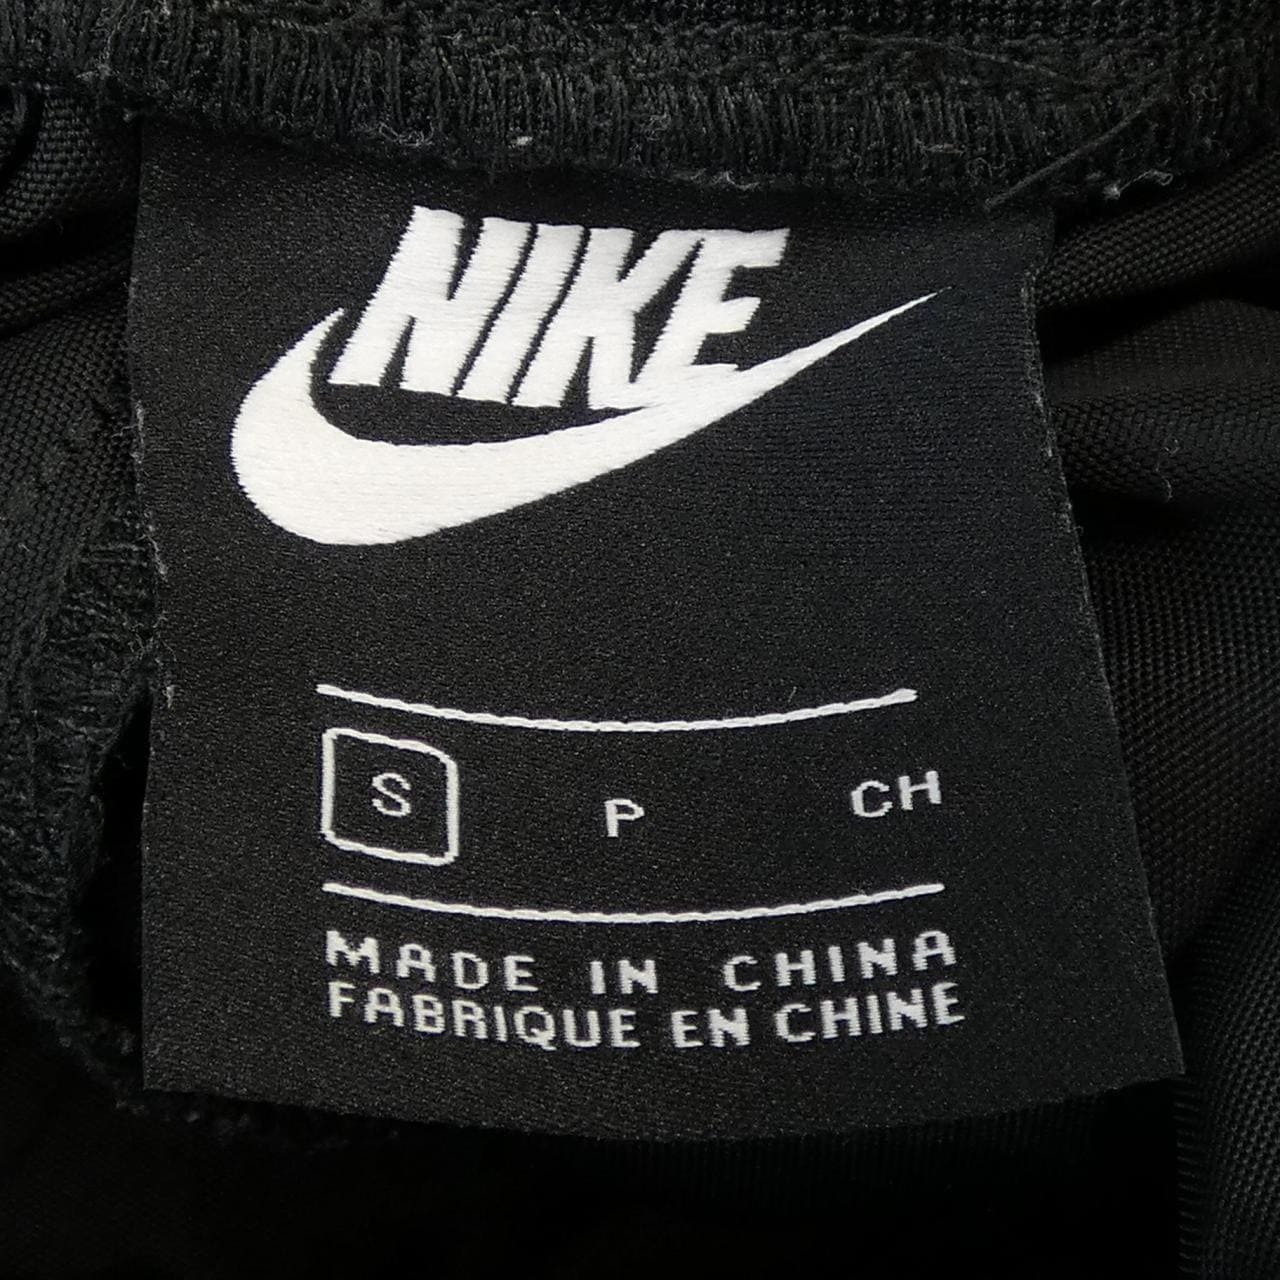 NIKE
S P CH
MADE IN CHINA
FABRIQUE EN CHINE